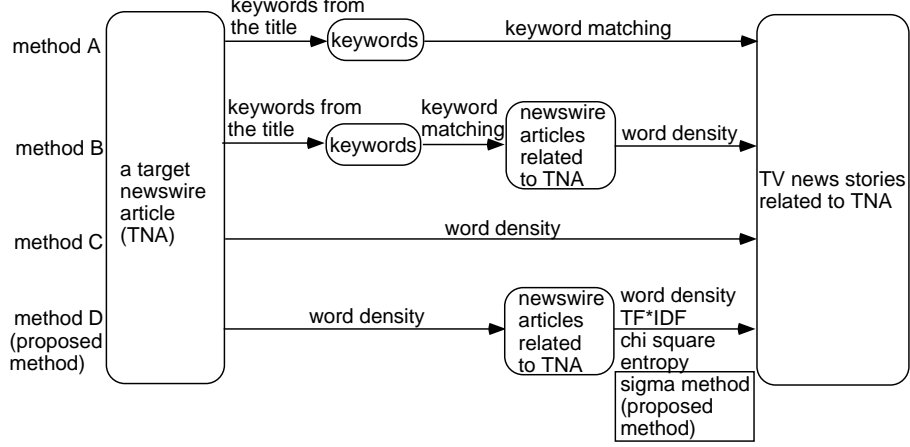 keywords from
the title
method A
keywords
keyword matching
keywords from
the title
method B
keywords
keyword
matching
newswire
articles
related
to TNA
word density
a target
newswire
article
(TNA)
TV news stories
related to TNA
method C
word density
method D
(proposed
method)
word density
newswire
articles
related
to TNA
word density
TF*IDF
chi square
entropy
sigma method
(proposed
method)